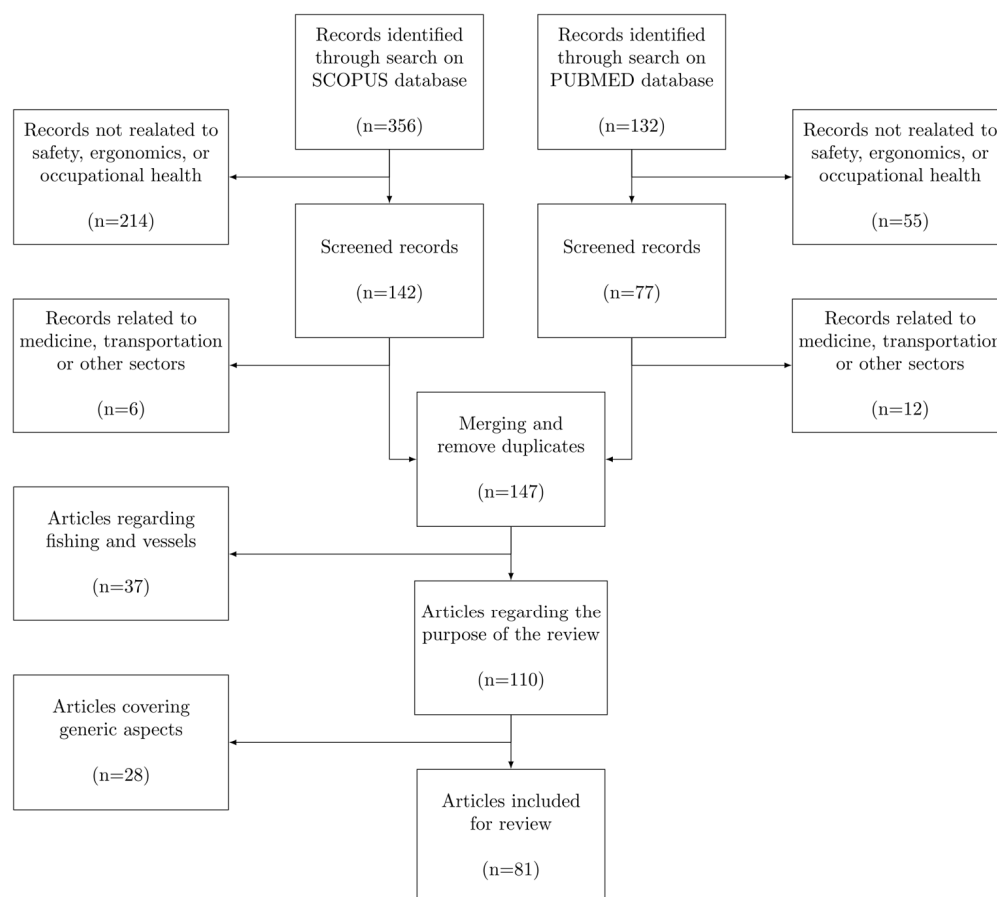 Records identified
through search on
SCOPUS database
(n=356)
Records identified
through search on
PUBMED database
(n=132)
Records not realated to
safety, ergonomics, or
occupational health
(n=214)
Records not realated to
safety, ergonomics, or
occupational health
(n=55)
Screened records
(n=142)
Screened records
(n=77)
Records related to
medicine, transportation
or other sectors
(n=6)
Records related to
medicine, transportation
or other sectors
(n=12)
Merging and
remove duplicates
(n=147)
Articles regarding
fishing and vessels
(n=37)
Articles regarding the
purpose of the review
(n=110)
Articles covering
generic aspects
(n=28)
Articles included
for review
(n=81)